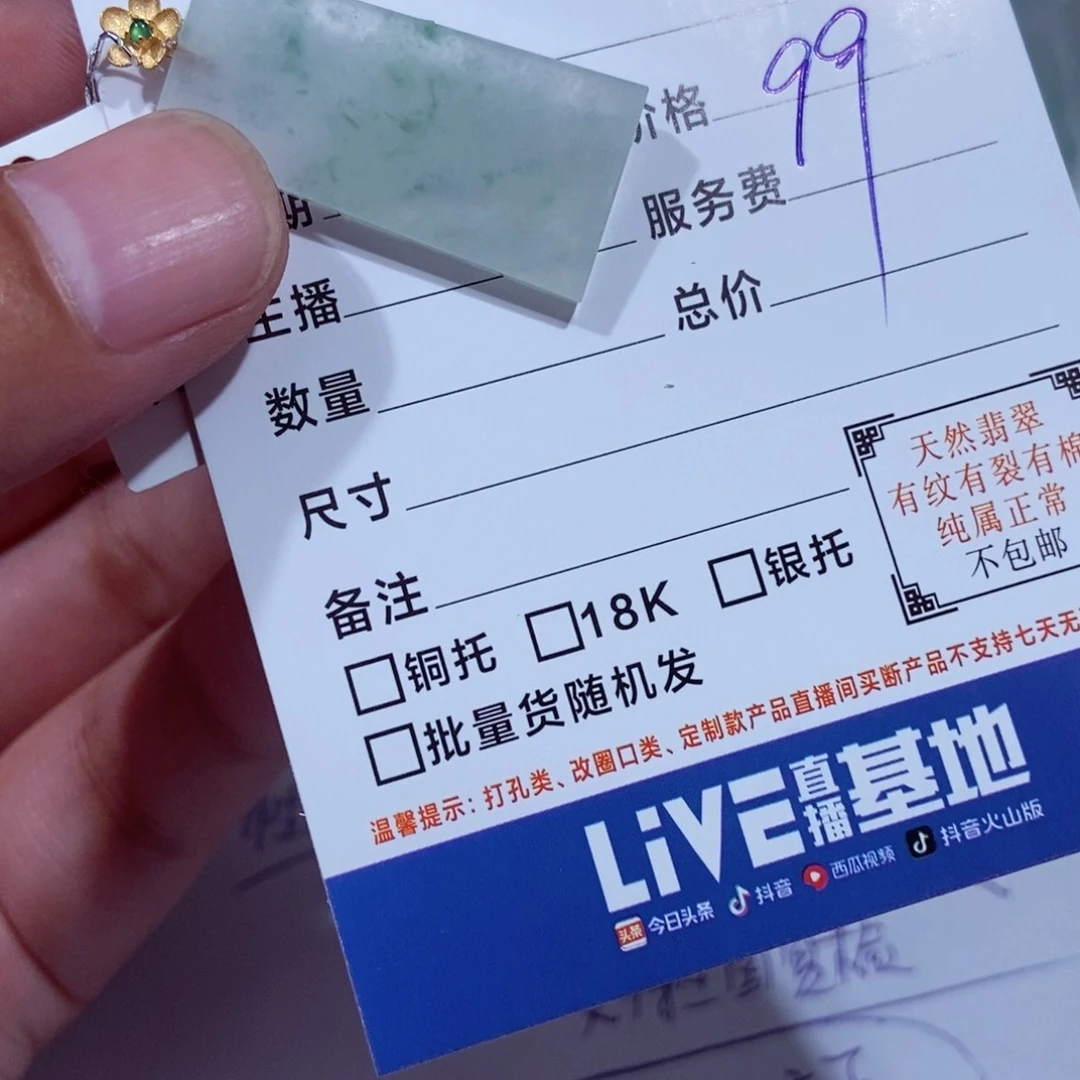 价格 99
期 服务费
主播 总价
数量
尺寸
备注
天然翡翠
有纹有裂有棉
纯属正常
不包邮
□铜托 □18K □银托
□批量货随机发
温馨提示：打孔类、改圈口类、定制款产品直播间买断产品不支持七天无
LiVE直播基地
头条 今日头条 抖音 西瓜视频 抖音火山版